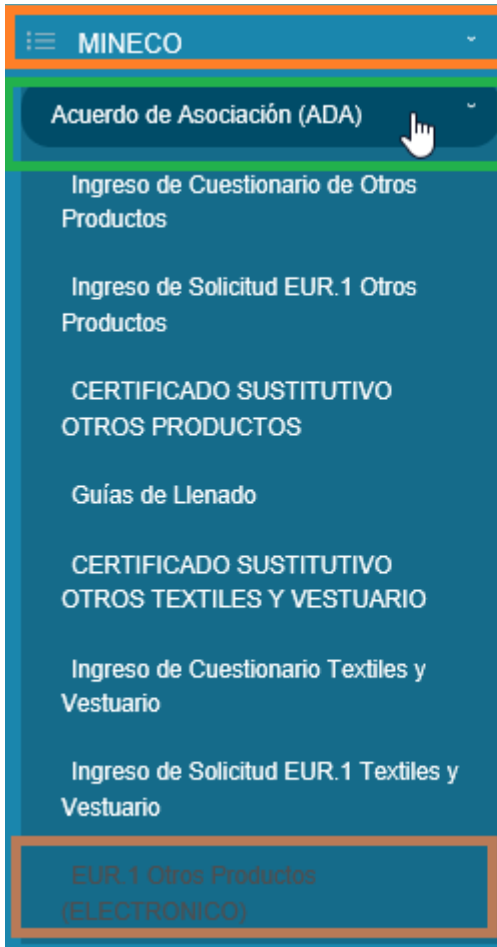 MINECO
Acuerdo de Asociación (ADA)
Ingreso de Cuestionario de Otros
Productos
Ingreso de Solicitud EUR.1 Otros
Productos
CERTIFICADO SUSTITUTIVO
OTROS PRODUCTOS
Guías de Llenado
CERTIFICADO SUSTITUTIVO
OTROS TEXTILES Y VESTUARIO
Ingreso de Cuestionario Textiles y
Vestuario
Ingreso de Solicitud EUR.1 Textiles y
Vestuario
EUR.1 Otros Productos
(ELECTRONICO)